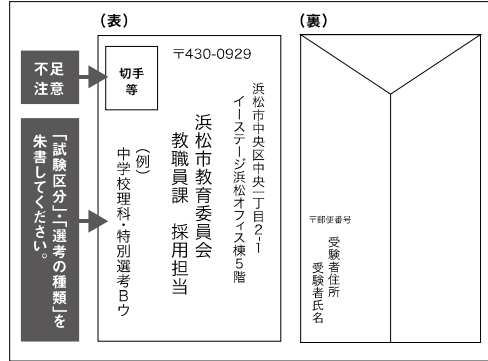 （表）
（裏）
不足
注意
切手
等
〒430-0929
浜松市中央区中央一丁目2-1
イーステージ浜松オフィス棟5階
浜松市教育委員会
教職員課　採用担当
（例）
中学校理科・特別選考Bウ
「試験区分」・「選考の種類」を
朱書してください。
〒郵便番号
受験者住所
受験者氏名